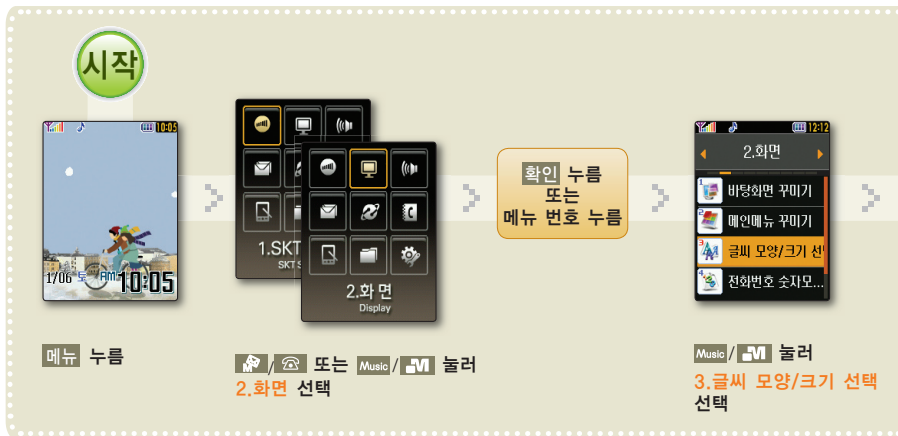 시작
10:05
1/06 토 AM 10:05
메뉴 누름
1.SKT
SKT S
2.화면
Display
/ 또는 Music / M 눌러
2.화면 선택
확인 누름
또는
메뉴 번호 누름
12:12
2.화면
1 바탕화면 꾸미기
2 메인메뉴 꾸미기
3 글씨 모양/크기 선
4 전화번호 숫자모...
Music / M 눌러
3.글씨 모양/크기 선택
선택